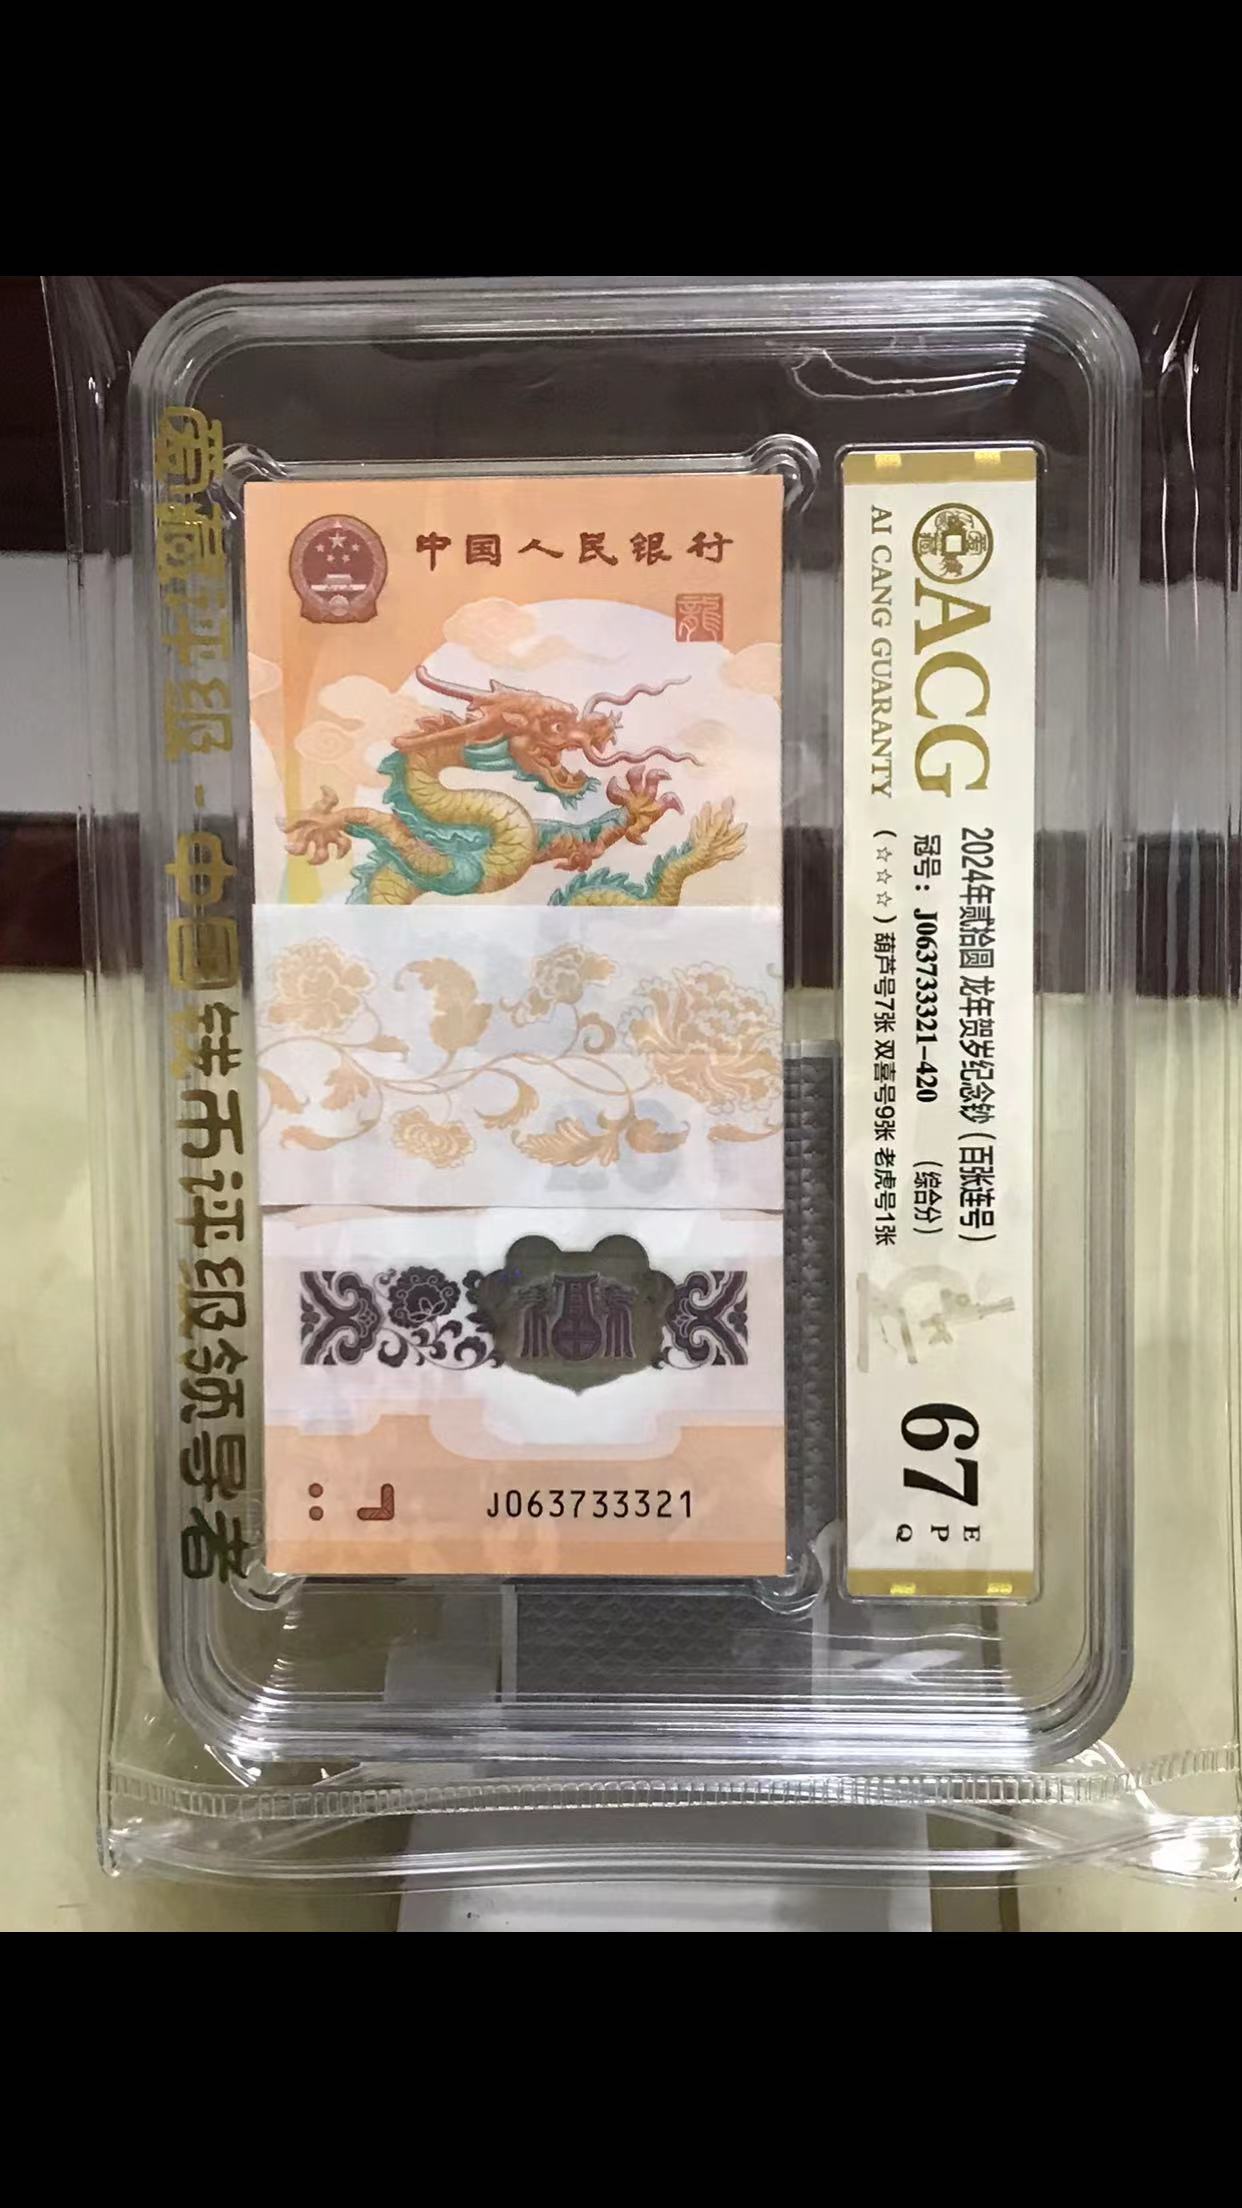 爱藏评级 - 中国钱币评级领导者
中国人民银行
龍
J063733321
ACG
AI CANG GUARANTY
2024年贰拾圆 龙年贺岁纪念钞（百张连号）
冠号：J063733321-420 （综合分）
（☆☆☆）葫芦号7张 双喜号9张 老虎号1张
67
E
P
Q